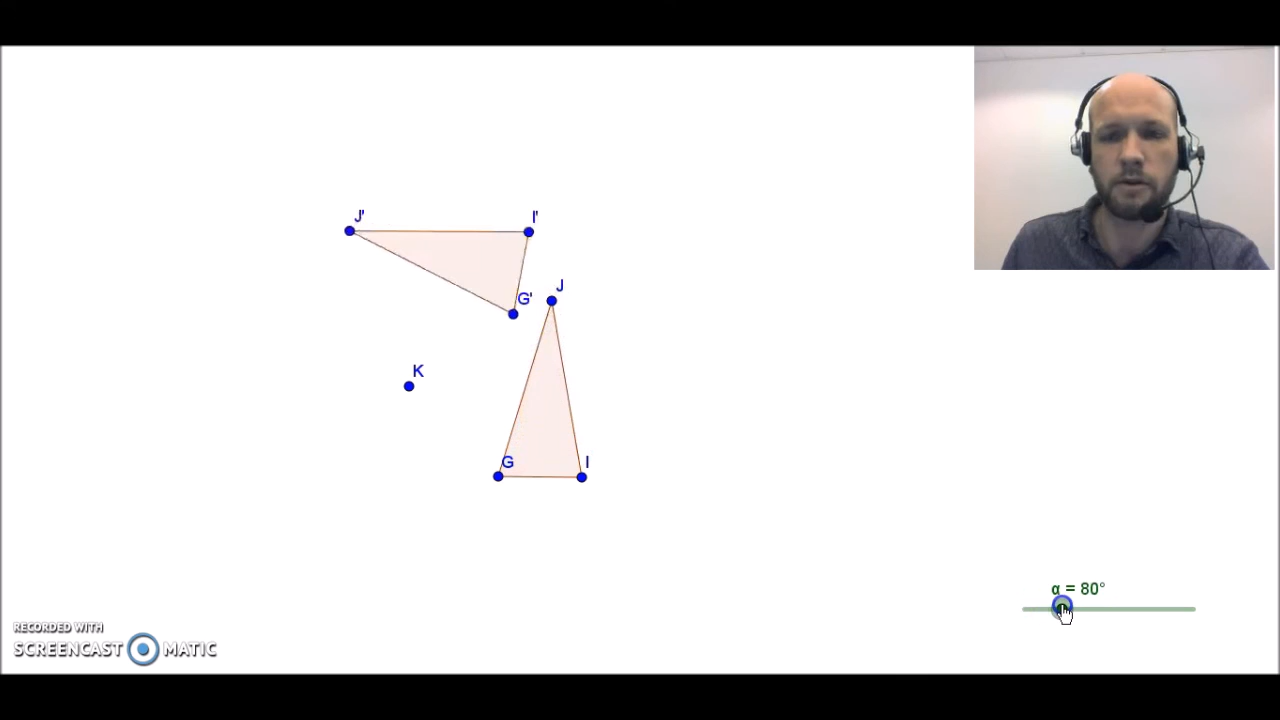 J'
I'
G'
J
K
G
I
α = 80°
RECORDED WITH
SCREENCAST MATIC